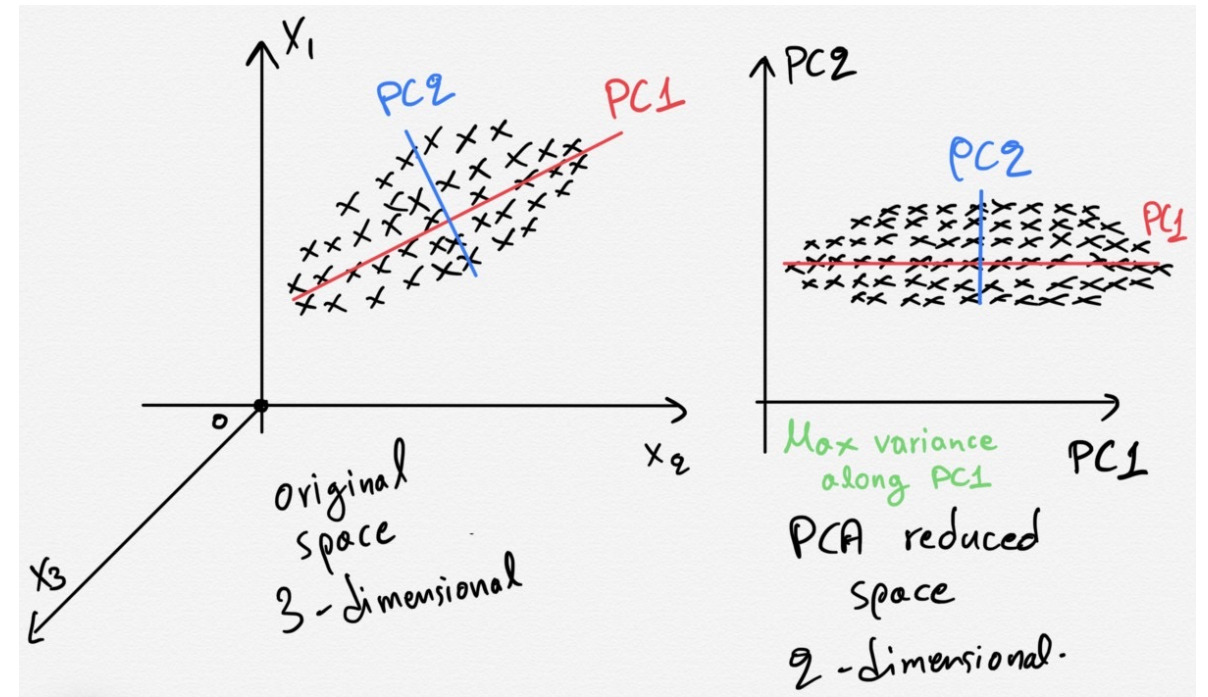 X1
PC2
PC1
0
X2
X3
original
space
3-dimensional
PC2
PC2
PC1
PC1
Max variance
along PC1
PCA reduced
space
2-dimensional.